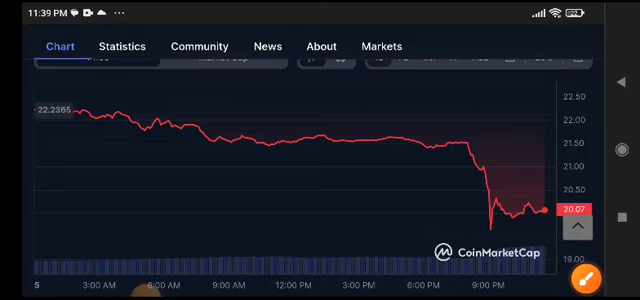 11:39 PM
22
Chart Statistics Community News About Markets
22.2365
22.50
22.00
21.50
21.00
20.50
20.07
19.00
CoinMarketCap
5 3:00 AM 6:00 AM 9:00 AM 12:00 PM 3:00 PM 6:00 PM 9:00 PM